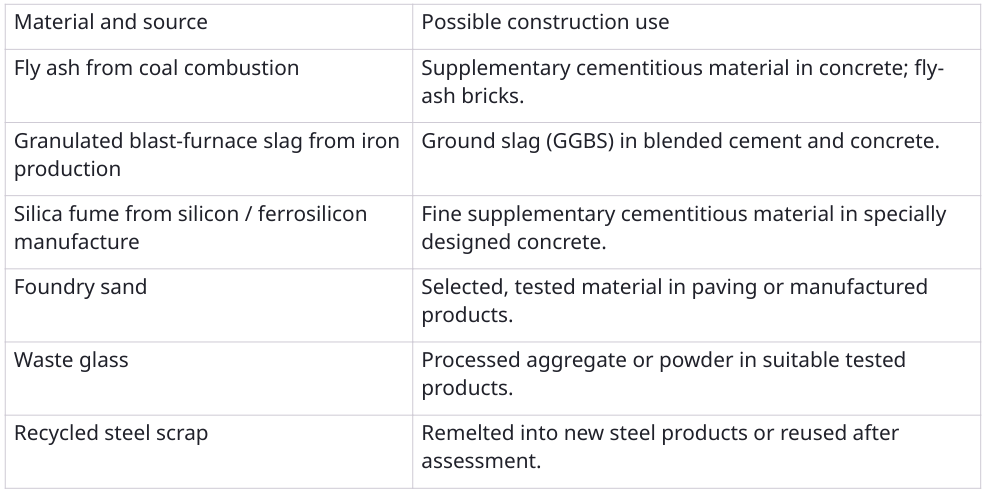 Material and source
Possible construction use
Fly ash from coal combustion
Supplementary cementitious material in concrete; fly-
ash bricks.
Granulated blast-furnace slag from iron
production
Ground slag (GGBS) in blended cement and concrete.
Silica fume from silicon / ferrosilicon
manufacture
Fine supplementary cementitious material in specially
designed concrete.
Foundry sand
Selected, tested material in paving or manufactured
products.
Waste glass
Processed aggregate or powder in suitable tested
products.
Recycled steel scrap
Remelted into new steel products or reused after
assessment.